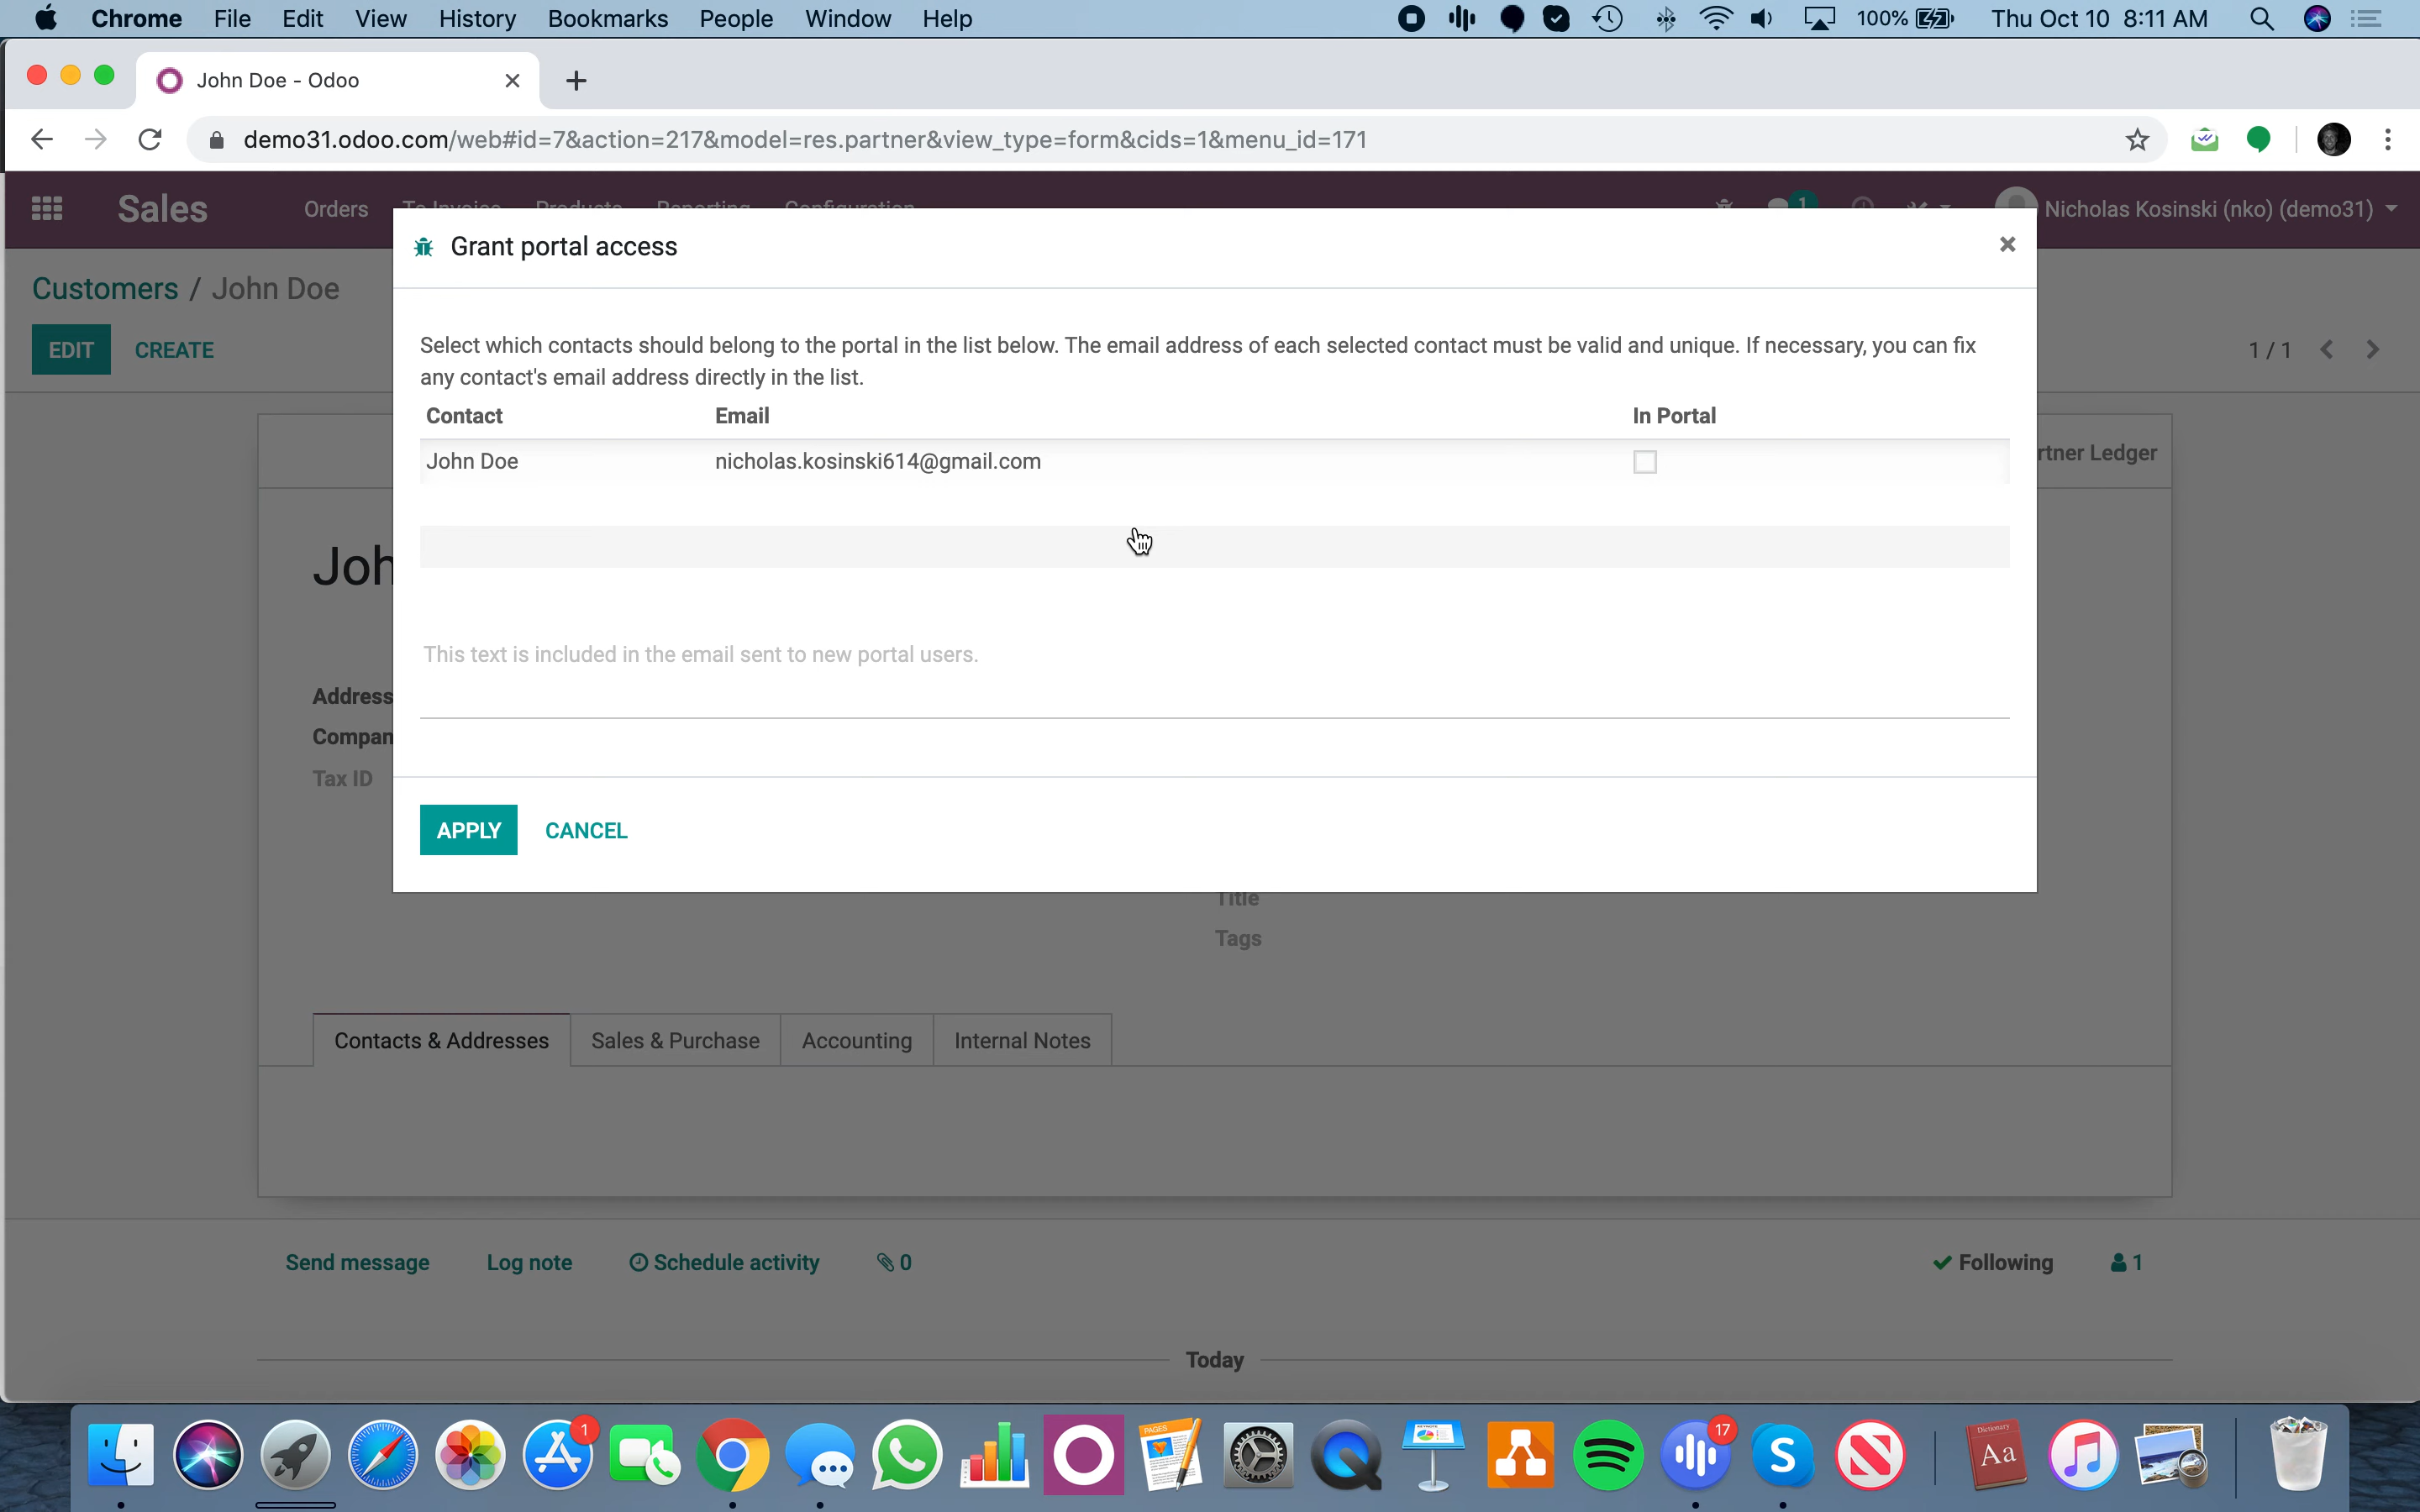 Chrome File Edit View History Bookmarks People Window Help 100% Thu Oct 10 8:11 AM
John Doe - Odoo
demo31.odoo.com/web#id=7&action=217&model=res.partner&view_type=form&cids=1&menu_id=171
Sales Orders To Invoice Products Reporting Configuration 1 Nicholas Kosinski (nko) (demo31)
Grant portal access
Customers / John Doe
EDIT CREATE
1 / 1
Select which contacts should belong to the portal in the list below. The email address of each selected contact must be valid and unique. If necessary, you can fix
any contact's email address directly in the list.
Contact Email In Portal
John Doe nicholas.kosinski614@gmail.com
rtner Ledger
Joh
This text is included in the email sent to new portal users.
Address
Compan
Tax ID
APPLY CANCEL
Title
Tags
Contacts & Addresses Sales & Purchase Accounting Internal Notes
Send message Log note Schedule activity 0 Following 1
Today
1 17
PAGES
Dictionary
Aa